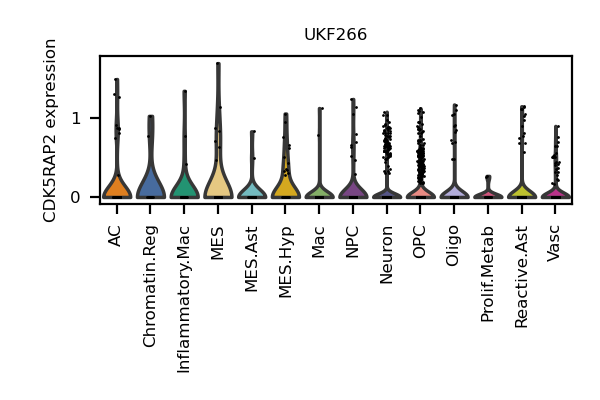 UKF266
CDK5RAP2 expression
1
0
AC
Chromatin.Reg
Inflammatory.Mac
MES
MES.Ast
MES.Hyp
Mac
NPC
Neuron
OPC
Oligo
Prolif.Metab
Reactive.Ast
Vasc